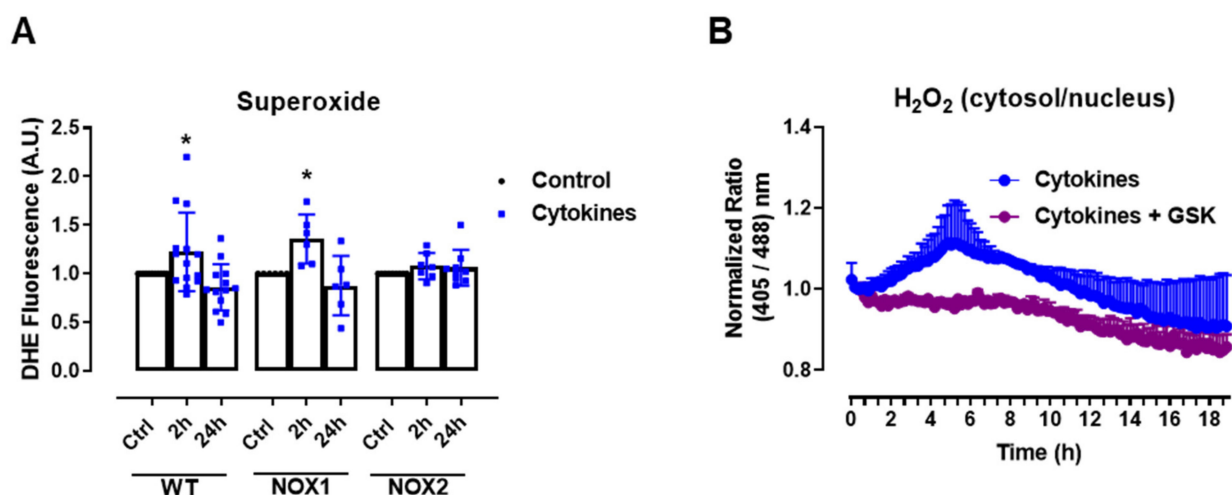 A
Superoxide
DHE Fluorescence (A.U.)
2.5
2.0
1.5
1.0
0.5
0.0
*
*
Control
Cytokines
Ctrl 2h 24h Ctrl 2h 24h Ctrl 2h 24h
WT NOX1 NOX2
B
H₂O₂ (cytosol/nucleus)
Normalized Ratio
(405 / 488) nm
1.4
1.2
1.0
0.8
Cytokines
Cytokines + GSK
0 2 4 6 8 10 12 14 16 18
Time (h)